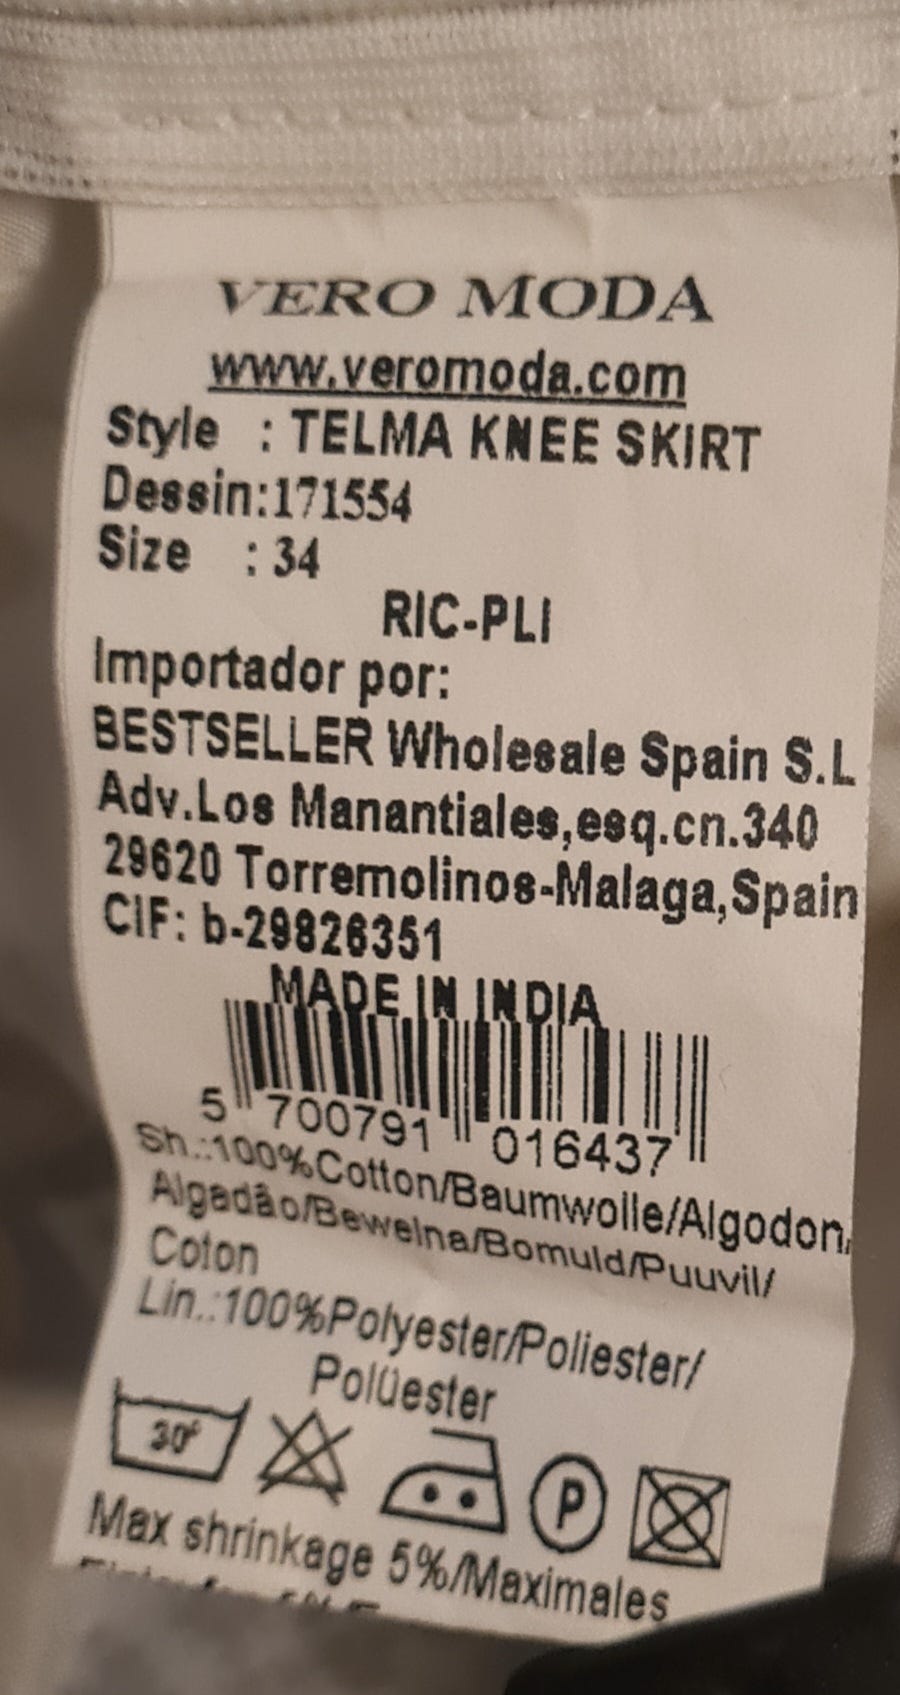 VERO MODA
www.veromoda.com
Style : TELMA KNEE SKIRT
Dessin:171554
Size : 34
RIC-PLI
Importador por:
BESTSELLER Wholesale Spain S.L
Adv.Los Manantiales,esq.cn.340
29620 Torremolinos-Malaga,Spain
CIF: b-29826351
MADE IN INDIA
5 700791 016437
Sh.:100%Cotton/Baumwolle/Algodon/
Algadão/Bewelna/Bomuld/Puuvil/
Coton
Lin.:100%Polyester/Poliester/
Polüester
30°
P
Max shrinkage 5%/Maximales